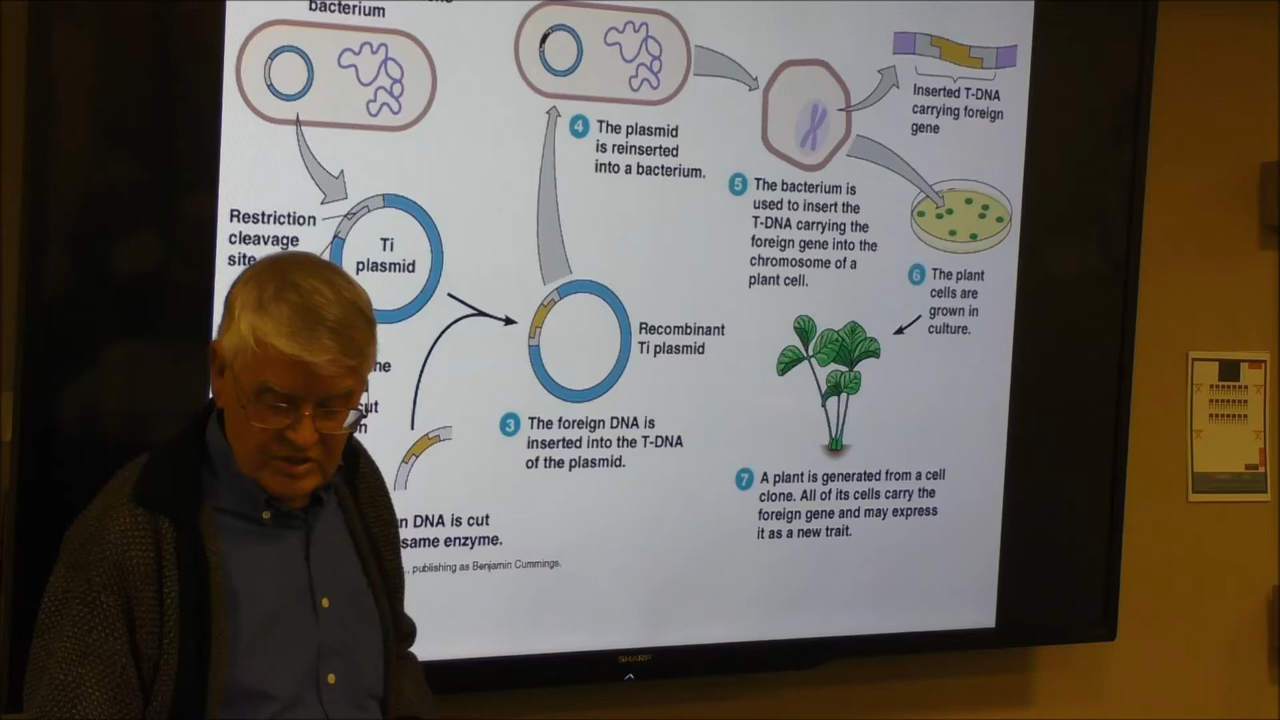 bacterium
Restriction
cleavage
site
Ti
plasmid
4 The plasmid
is reinserted
into a bacterium.
Inserted T-DNA
carrying foreign
gene
5 The bacterium is
used to insert the
T-DNA carrying the
foreign gene into the
chromosome of a
plant cell.
6 The plant
cells are
grown in
culture.
Recombinant
Ti plasmid
3 The foreign DNA is
inserted into the T-DNA
of the plasmid.
DNA is cut
same enzyme.
publishing as Benjamin Cummings.
7 A plant is generated from a cell
clone. All of its cells carry the
foreign gene and may express
it as a new trait.
SHARP